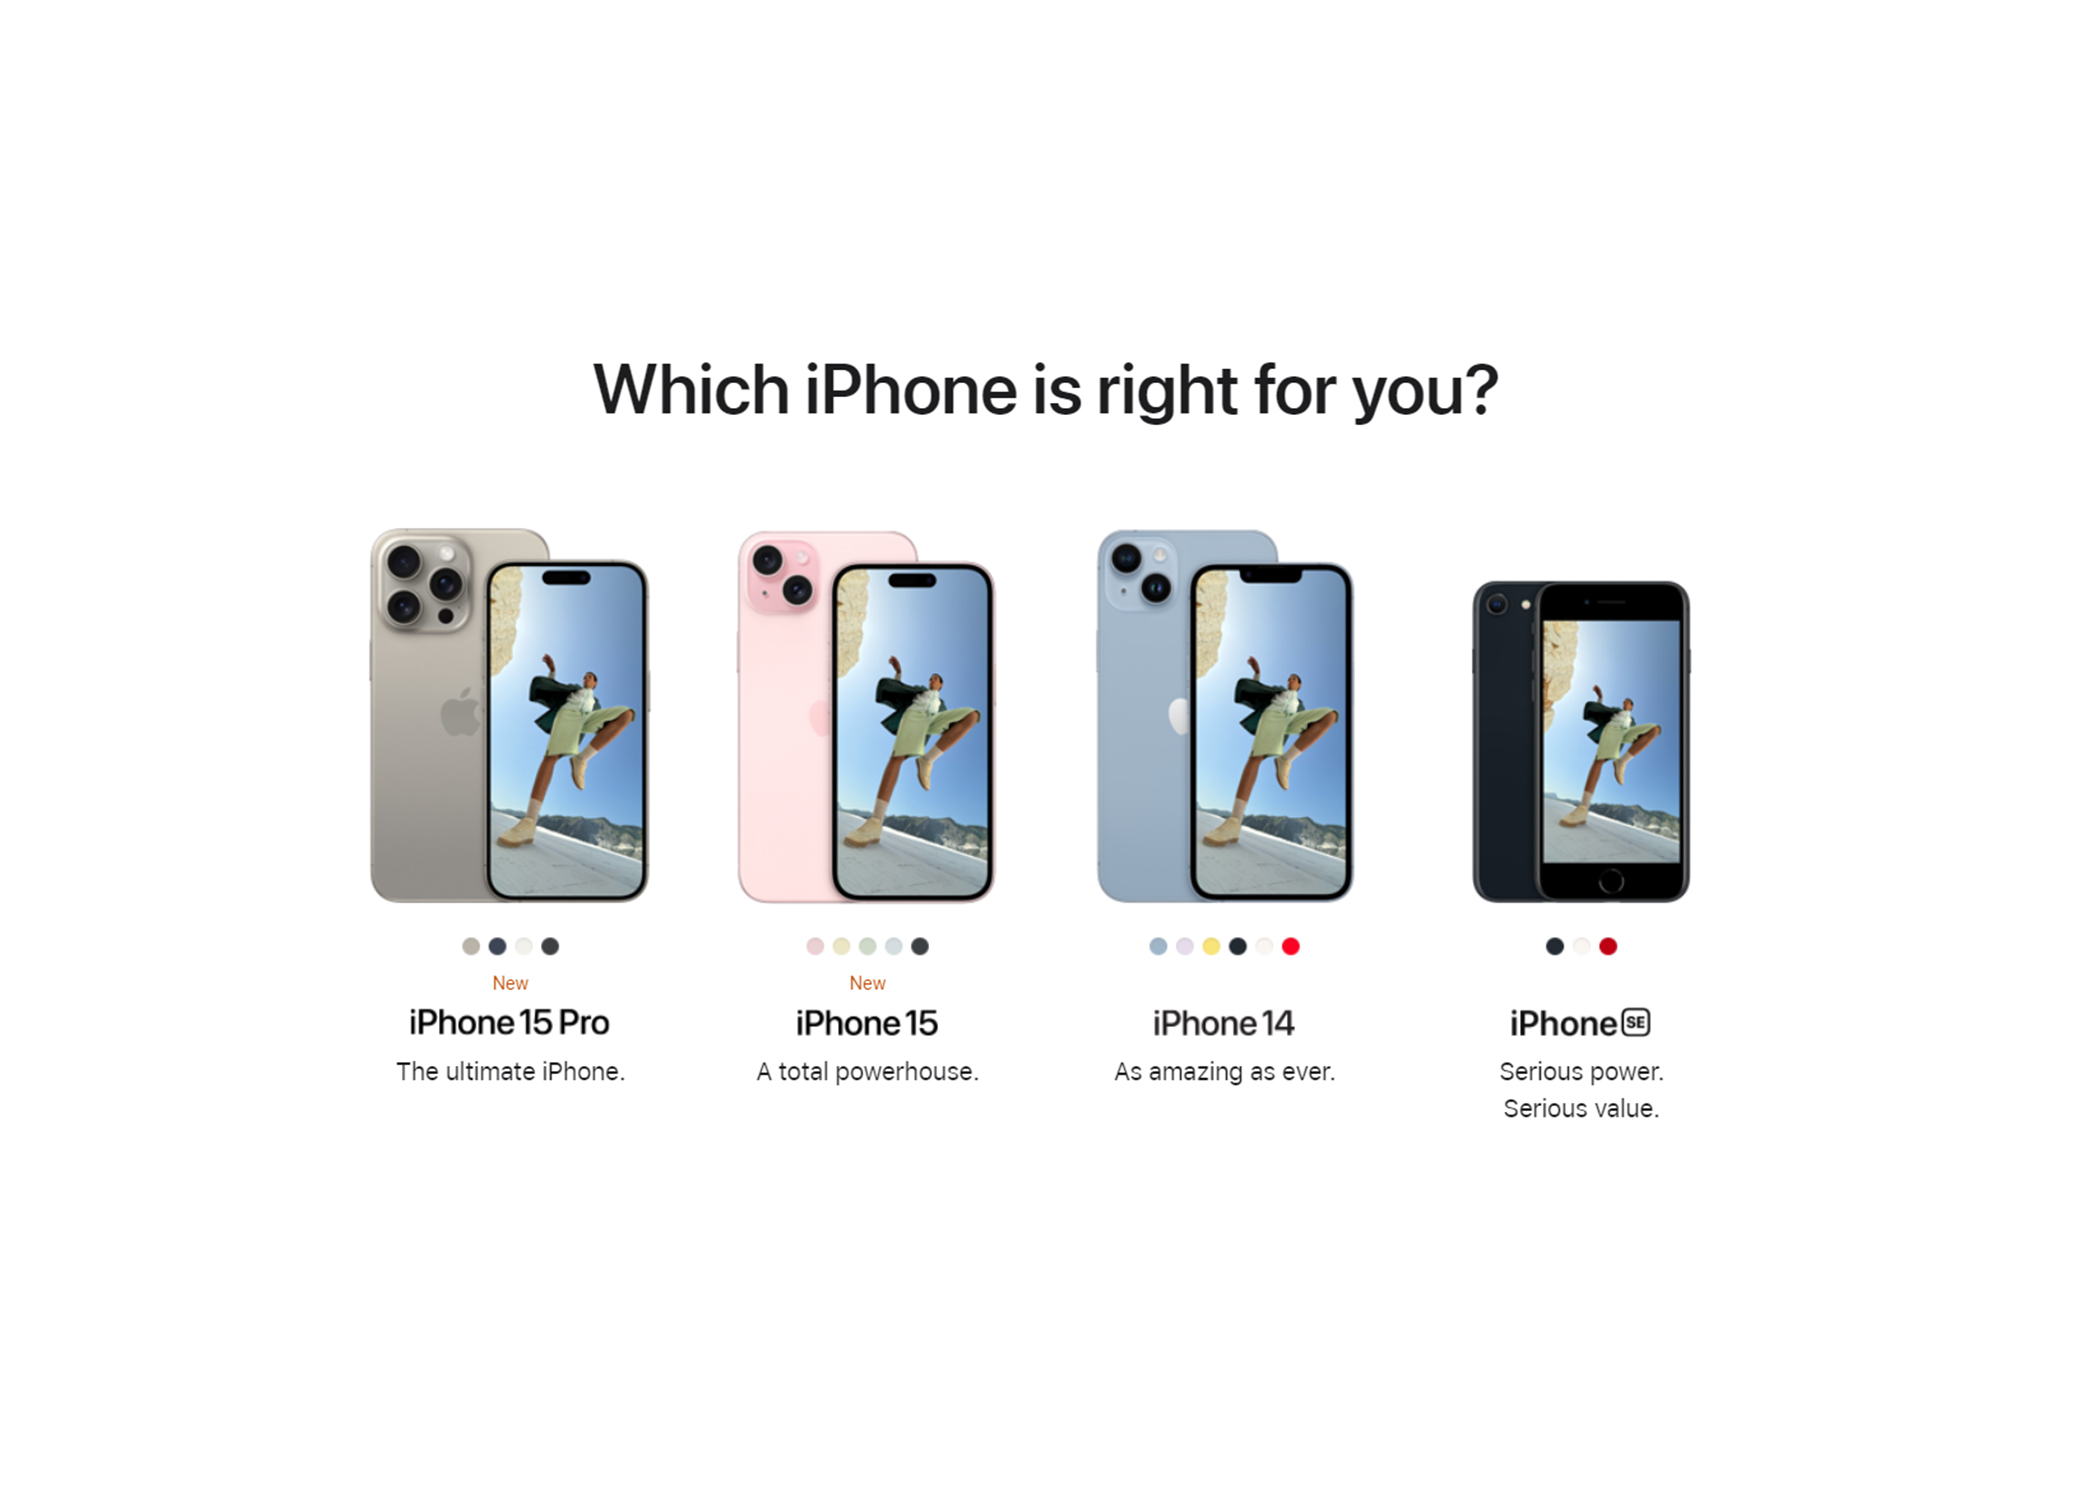 Which iPhone is right for you?
New
iPhone 15 Pro
The ultimate iPhone.
New
iPhone 15
A total powerhouse.
iPhone 14
As amazing as ever.
iPhone SE
Serious power.
Serious value.